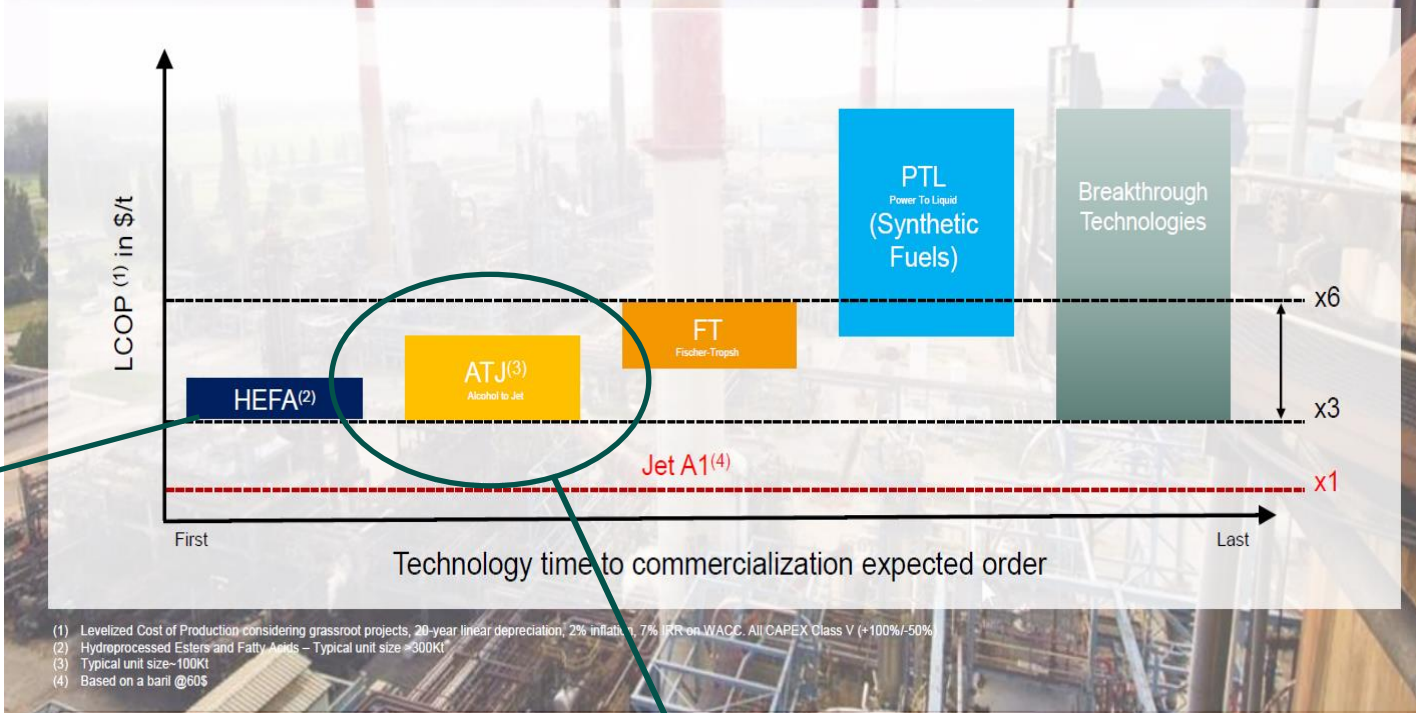 LCOP (1) in $/t
PTL
Power To Liquid
(Synthetic
Fuels)
Breakthrough
Technologies
x6
FT
Fischer-Tropsh
ATJ(3)
Alcohol to Jet
HEFA(2)
x3
Jet A1(4)
x1
First
Last
Technology time to commercialization expected order
(1) Levelized Cost of Production considering grassroot projects, 20-year linear depreciation, 2% inflation, 7% IRR on WACC. All CAPEX Class V (+100%/-50%)
(2) Hydroprocessed Esters and Fatty Acids – Typical unit size >300Kt
(3) Typical unit size~100Kt
(4) Based on a baril @60$